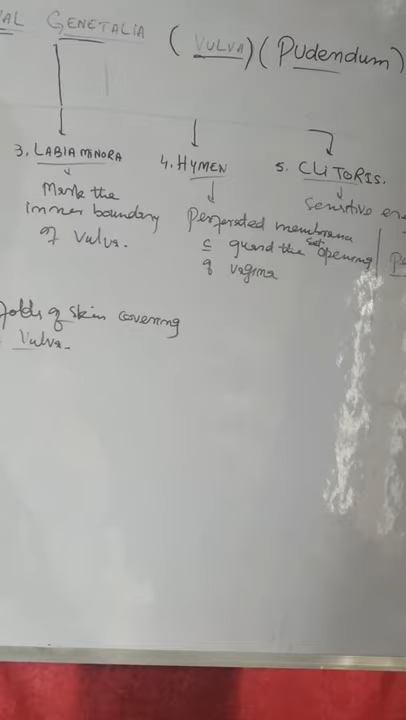 AL GENETALIA (VULVA) (PUDENDUM)
3. LABIA MINORA
Mark the
inner boundary
of Vulva.
4. HYMEN
Perforated membrane
c guard the opening
of vagina
5. CLITORIS.
Sensitive
folds of skin covering
Vulva.